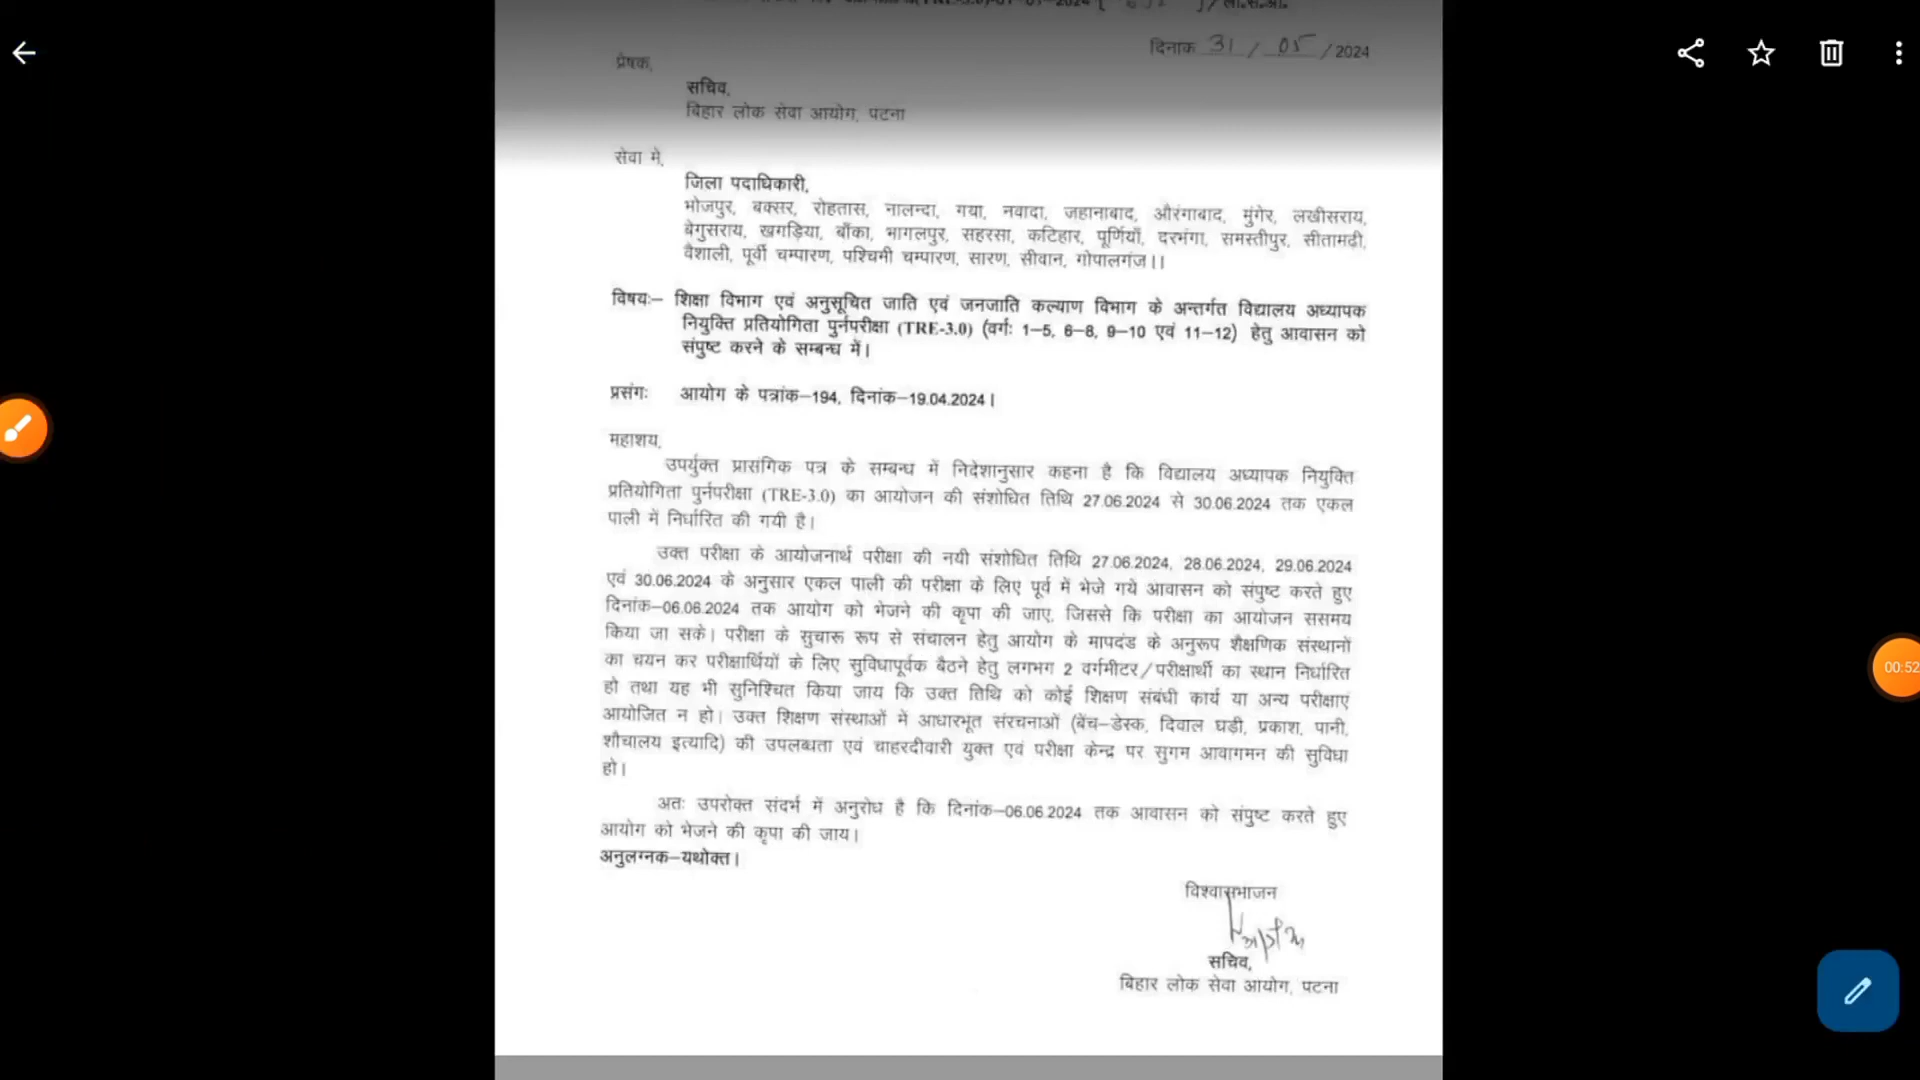 दिनाक 31 / 05 / 2024
प्रेषक,
सचिव,
बिहार लोक सेवा आयोग, पटना
सेवा मे,
जिला पदाधिकारी,
भोजपुर, बक्सर, रोहतास, नालन्दा, गया, नवादा, जहानाबाद, औरंगाबाद, मुंगेर, लखीसराय,
बेगुसराय, खगड़िया, बाँका, भागलपुर, सहरसा, कटिहार, पूर्णियाँ, दरभंगा, समस्तीपुर, सीतामढ़ी,
वैशाली, पूर्वी चम्पारण, पश्चिमी चम्पारण, सारण, सीवान, गोपालगंज।।
विषयः– शिक्षा विभाग एवं अनुसूचित जाति एवं जनजाति कल्याण विभाग के अन्तर्गत विद्यालय अध्यापक
नियुक्ति प्रतियोगिता पुर्नपरीक्षा (TRE-3.0) (वर्गः 1–5, 6–8, 9–10 एवं 11–12) हेतु आवासन को
संपुष्ट करने के सम्बन्ध में।
प्रसंगः आयोग के पत्रांक–194, दिनांक–19.04.2024।
महाशय,
उपर्युक्त प्रासंगिक पत्र के सम्बन्ध में निदेशानुसार कहना है कि विद्यालय अध्यापक नियुक्ति
प्रतियोगिता पुर्नपरीक्षा (TRE-3.0) का आयोजन की संशोधित तिथि 27.06.2024 से 30.06.2024 तक एकल
पाली में निर्धारित की गयी है।
उक्त परीक्षा के आयोजनार्थ परीक्षा की नयी संशोधित तिथि 27.06.2024, 28.06.2024, 29.06.2024
एवं 30.06.2024 के अनुसार एकल पाली की परीक्षा के लिए पूर्व में भेजे गये आवासन को संपुष्ट करते हुए
दिनांक–06.06.2024 तक आयोग को भेजने की कृपा की जाए, जिससे कि परीक्षा का आयोजन ससमय
किया जा सके। परीक्षा के सुचारू रूप से संचालन हेतु आयोग के मापदंड के अनुरूप शैक्षणिक संस्थानों
का चयन कर परीक्षार्थियों के लिए सुविधापूर्वक बैठने हेतु लगभग 2 वर्गमीटर/परीक्षार्थी का स्थान निर्धारित
हो तथा यह भी सुनिश्चित किया जाय कि उक्त तिथि को कोई शिक्षण संबंधी कार्य या अन्य परीक्षाएं
आयोजित न हो। उक्त शिक्षण संस्थाओं में आधारभूत संरचनाओं (बेंच–डेस्क, दिवाल घड़ी, प्रकाश, पानी,
शौचालय इत्यादि) की उपलब्धता एवं चाहरदीवारी युक्त एवं परीक्षा केन्द्र पर सुगम आवागमन की सुविधा
हो।
अतः उपरोक्त संदर्भ में अनुरोध है कि दिनांक–06.06.2024 तक आवासन को संपुष्ट करते हुए
आयोग को भेजने की कृपा की जाय।
अनुलग्नक–यथोक्त।
विश्वासभाजन
सचिव,
बिहार लोक सेवा आयोग, पटना
00:52